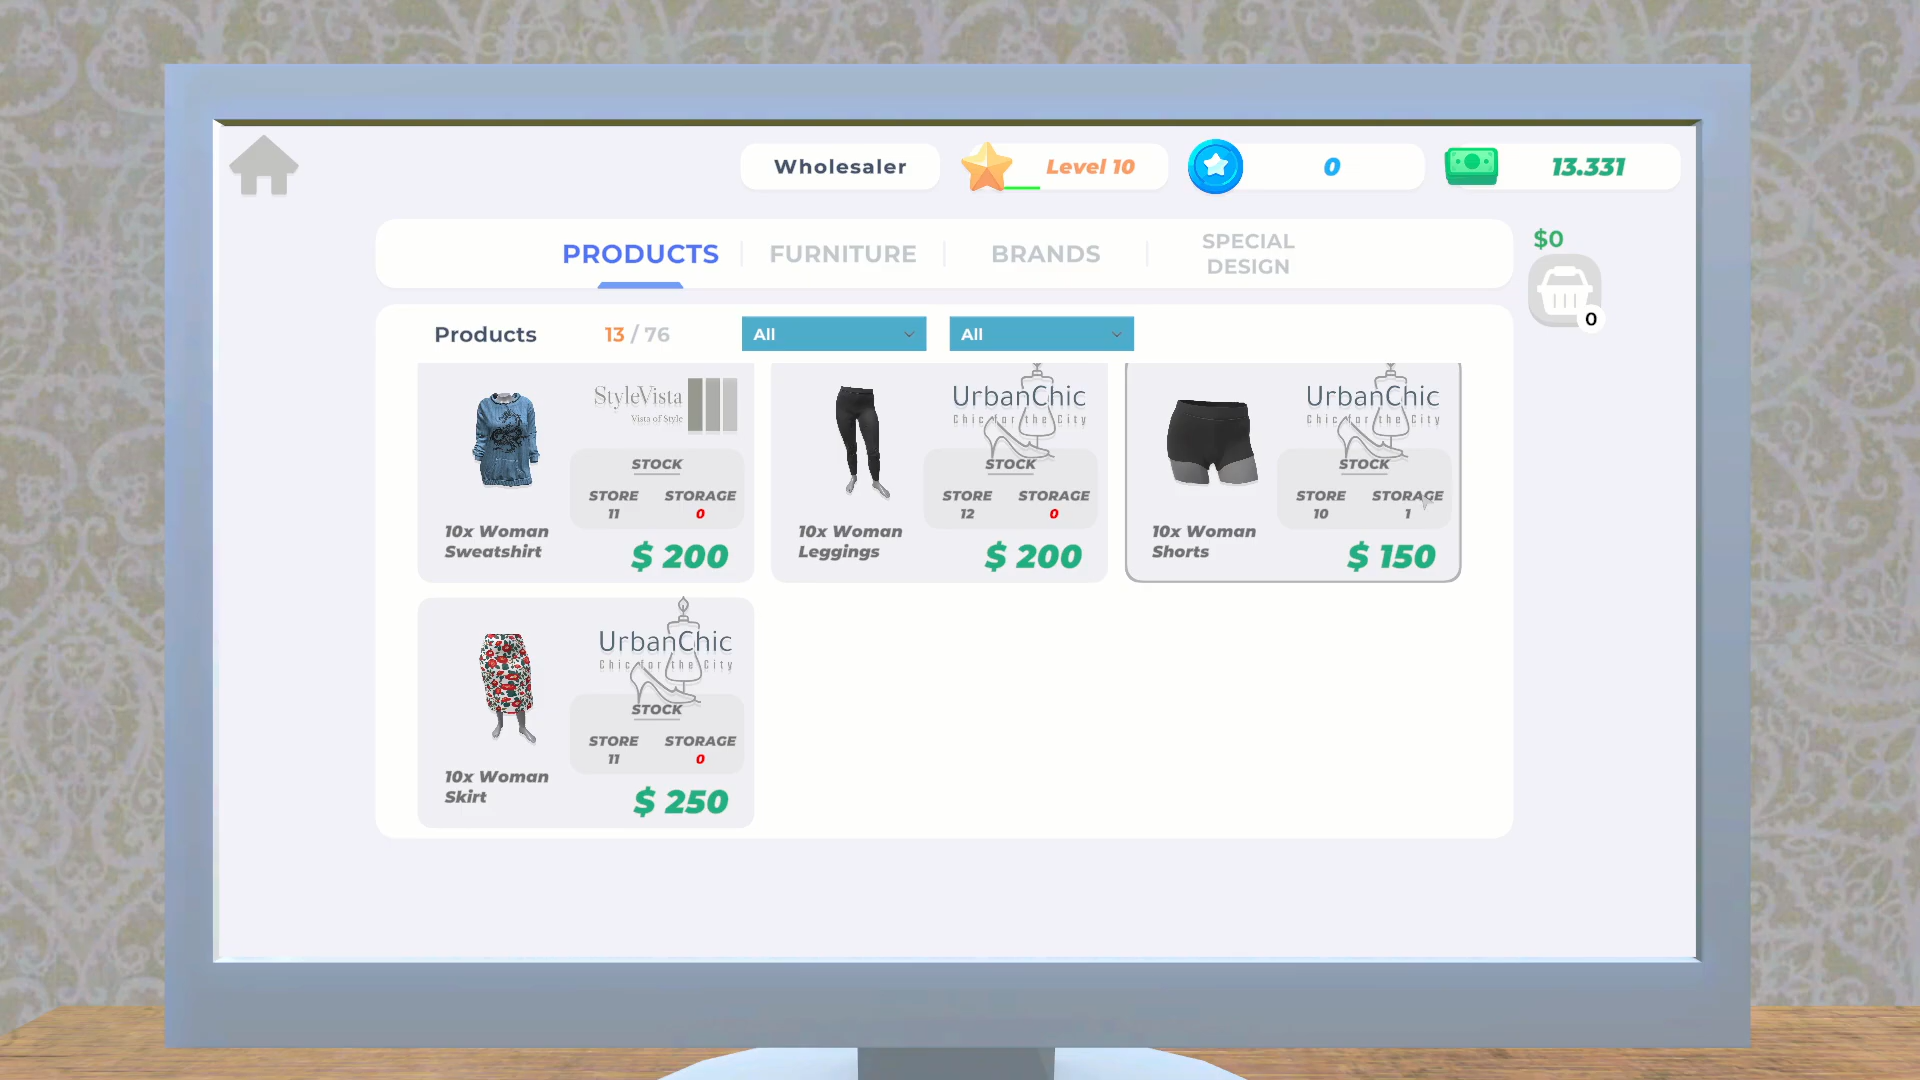 Wholesaler
Level 10
0
13.331
PRODUCTS
FURNITURE
BRANDS
SPECIAL
DESIGN
$0
0
Products
13 / 76
All
All
StyleVista
Vista of Style
STOCK
STORE
STORAGE
11
0
10x Woman
Sweatshirt
$ 200
UrbanChic
Chic for the City
STOCK
STORE
STORAGE
12
0
10x Woman
Leggings
$ 200
UrbanChic
Chic for the City
STOCK
STORE
STORAGE
10
1
10x Woman
Shorts
$ 150
UrbanChic
Chic for the City
STOCK
STORE
STORAGE
11
0
10x Woman
Skirt
$ 250